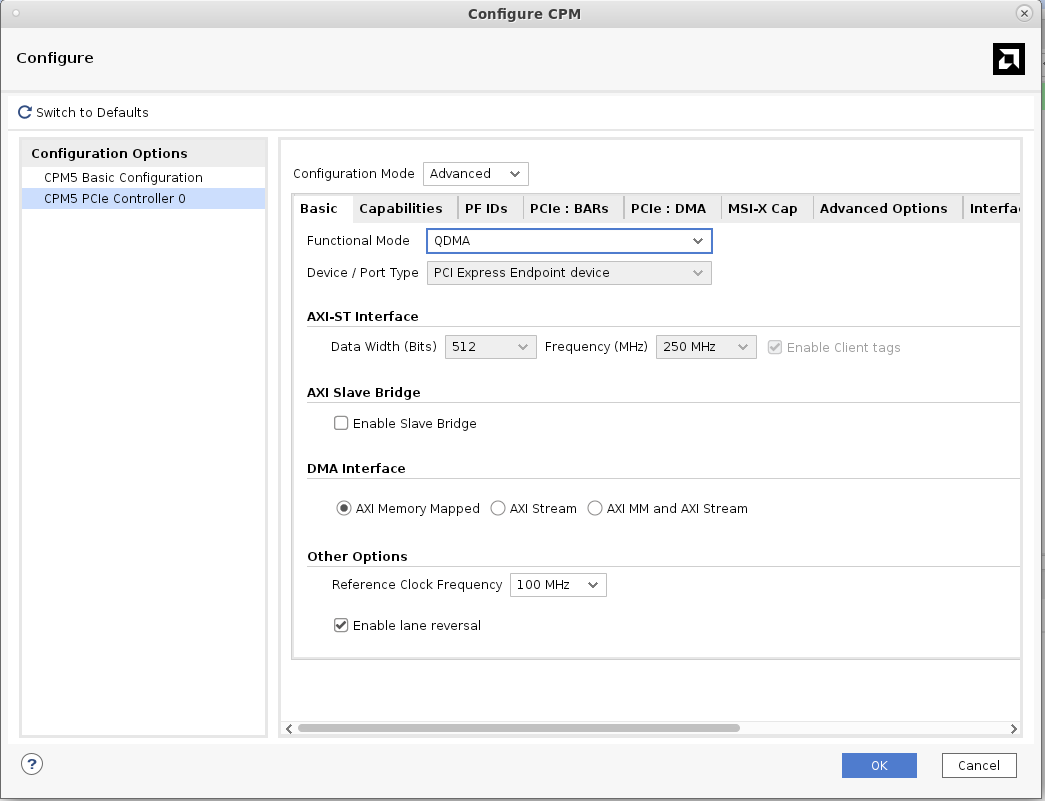 Configure CPM
Configure
Switch to Defaults
Configuration Options
CPM5 Basic Configuration
CPM5 PCIe Controller 0
Configuration Mode Advanced
Basic Capabilities PF IDs PCIe : BARs PCIe : DMA MSI-X Cap Advanced Options
Functional Mode QDMA
Device / Port Type PCI Express Endpoint device
AXI-ST Interface
Data Width (Bits) 512 Frequency (MHz) 250 MHz Enable Client tags
AXI Slave Bridge
Enable Slave Bridge
DMA Interface
AXI Memory Mapped AXI Stream AXI MM and AXI Stream
Other Options
Reference Clock Frequency 100 MHz
Enable lane reversal
?
OK Cancel